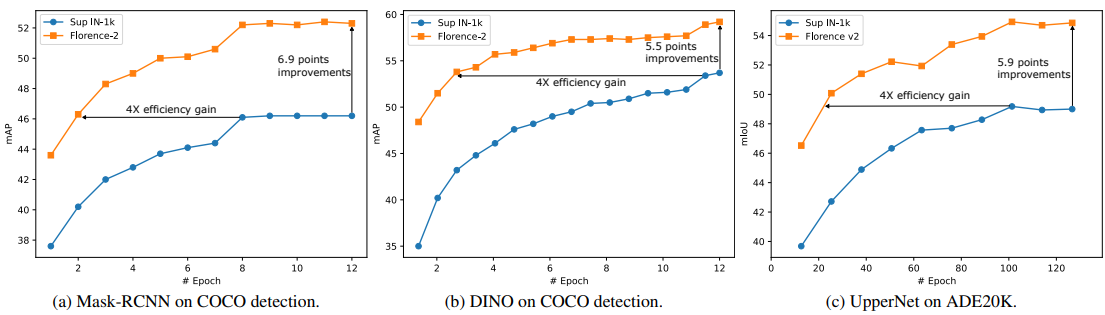 Sup IN-1k
Florence-2
6.9 points
improvements
4X efficiency gain
52
50
48
46
44
42
40
38
mAP
2 4 6 8 10 12
# Epoch
(a) Mask-RCNN on COCO detection.
Sup IN-1k
Florence-2
5.5 points
improvements
4X efficiency gain
60
55
50
45
40
35
mAP
2 4 6 8 10 12
# Epoch
(b) DINO on COCO detection.
Sup IN-1k
Florence v2
5.9 points
improvements
4X efficiency gain
54
52
50
48
46
44
42
40
mIoU
0 20 40 60 80 100 120
# Epoch
(c) UpperNet on ADE20K.